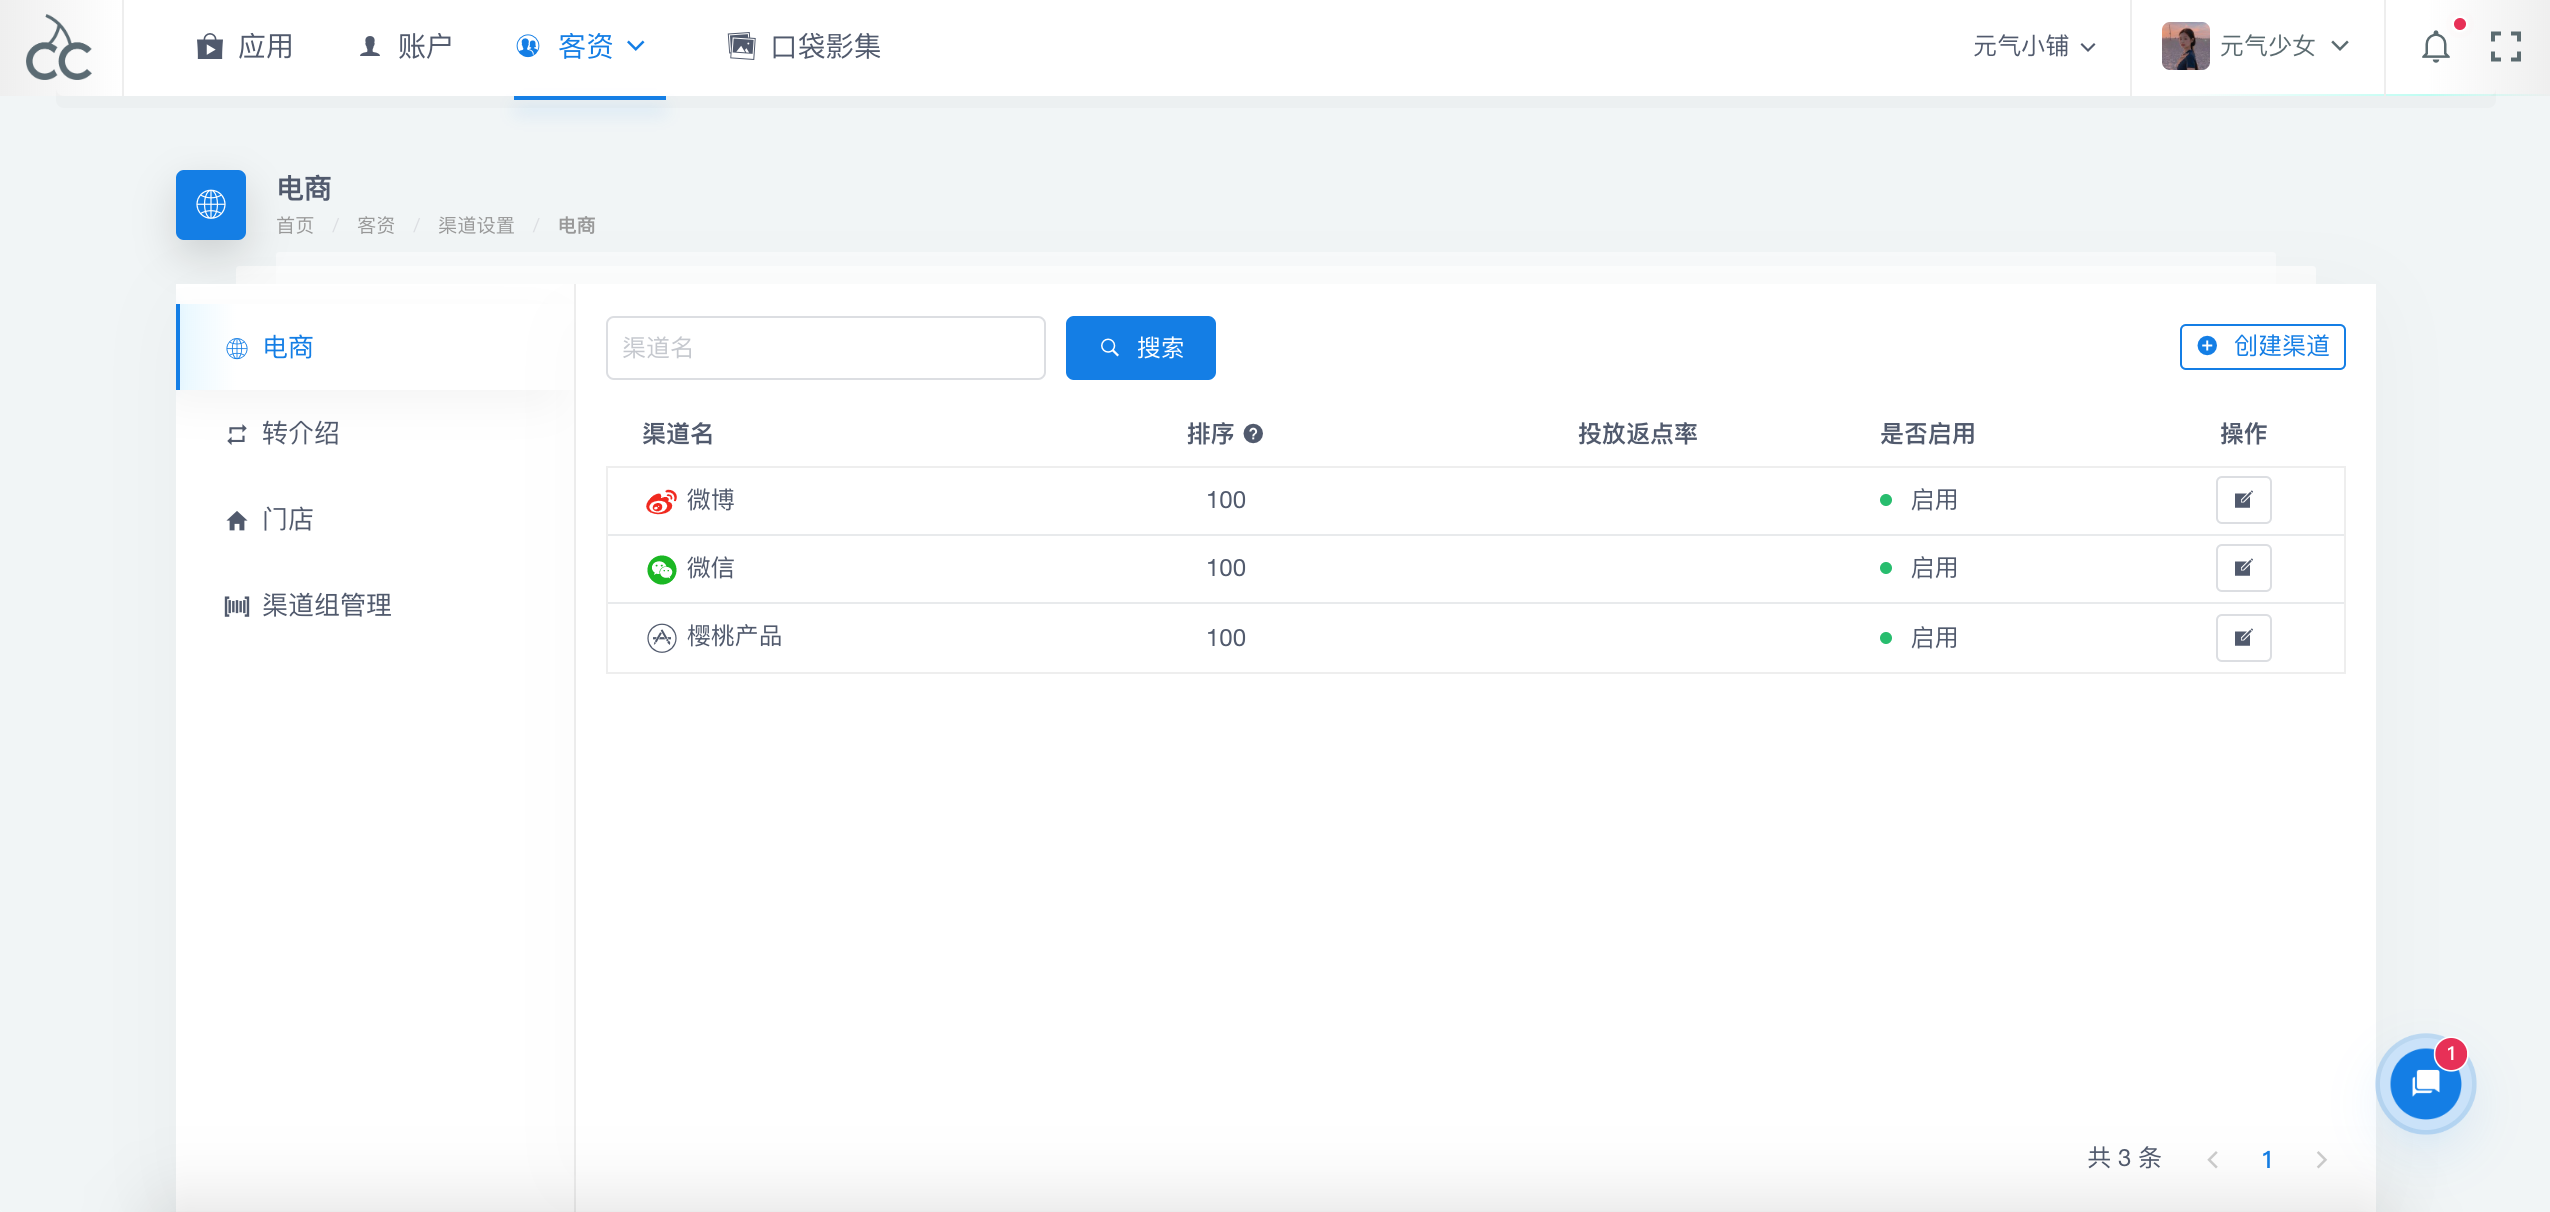 CC
应用 账户 客资 口袋影集 元气小铺 元气少女
电商
首页 / 客资 / 渠道设置 / 电商
电商
转介绍
门店
渠道组管理
渠道名 搜索 创建渠道
渠道名 排序 投放返点率 是否启用 操作
微博 100 启用
微信 100 启用
樱桃产品 100 启用
1
共 3 条 1